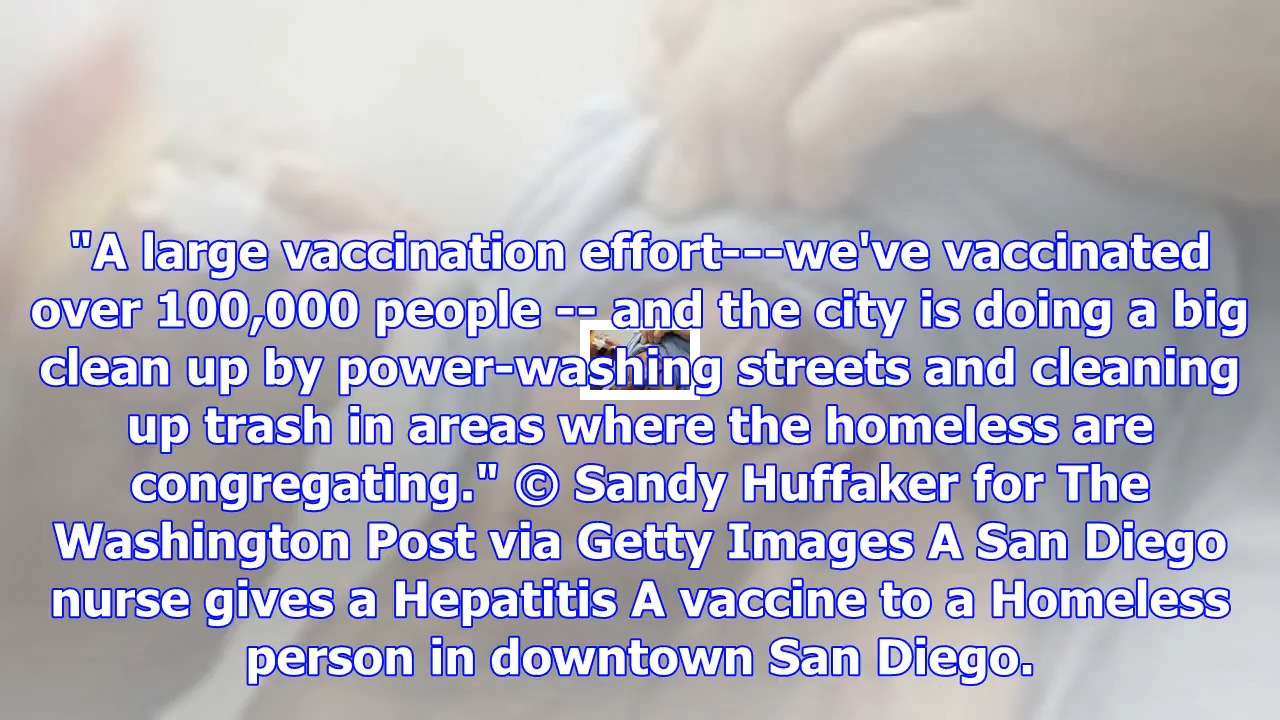 "A large vaccination effort---we've vaccinated
over 100,000 people -- and the city is doing a big
clean up by power-washing streets and cleaning
up trash in areas where the homeless are
congregating." © Sandy Huffaker for The
Washington Post via Getty Images A San Diego
nurse gives a Hepatitis A vaccine to a Homeless
person in downtown San Diego.